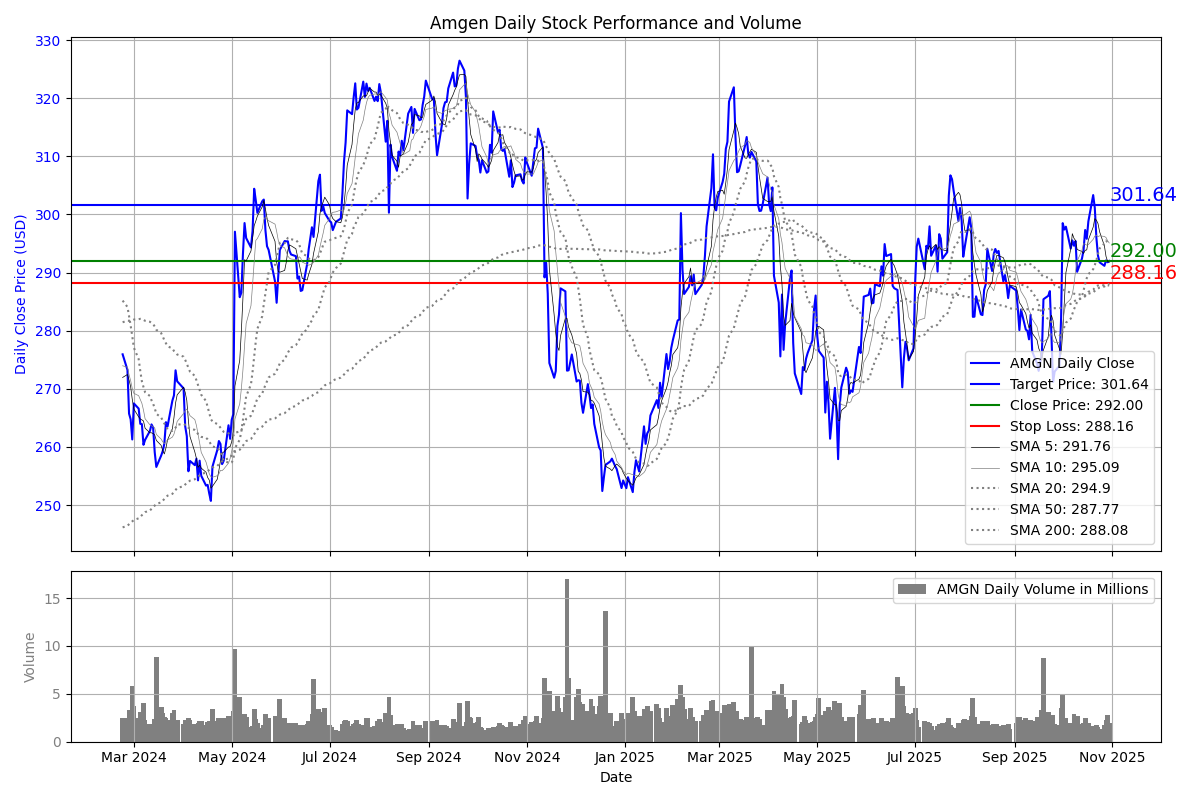 Amgen Daily Stock Performance and Volume
330
320
310
300
290
280
270
260
250
Daily Close Price (USD)
301.64
292.00
288.16
AMGN Daily Close
Target Price: 301.64
Close Price: 292.00
Stop Loss: 288.16
SMA 5: 291.76
SMA 10: 295.09
SMA 20: 294.9
SMA 50: 287.77
SMA 200: 288.08
15
10
5
0
Volume
AMGN Daily Volume in Millions
Mar 2024 May 2024 Jul 2024 Sep 2024 Nov 2024 Jan 2025 Mar 2025 May 2025 Jul 2025 Sep 2025 Nov 2025
Date